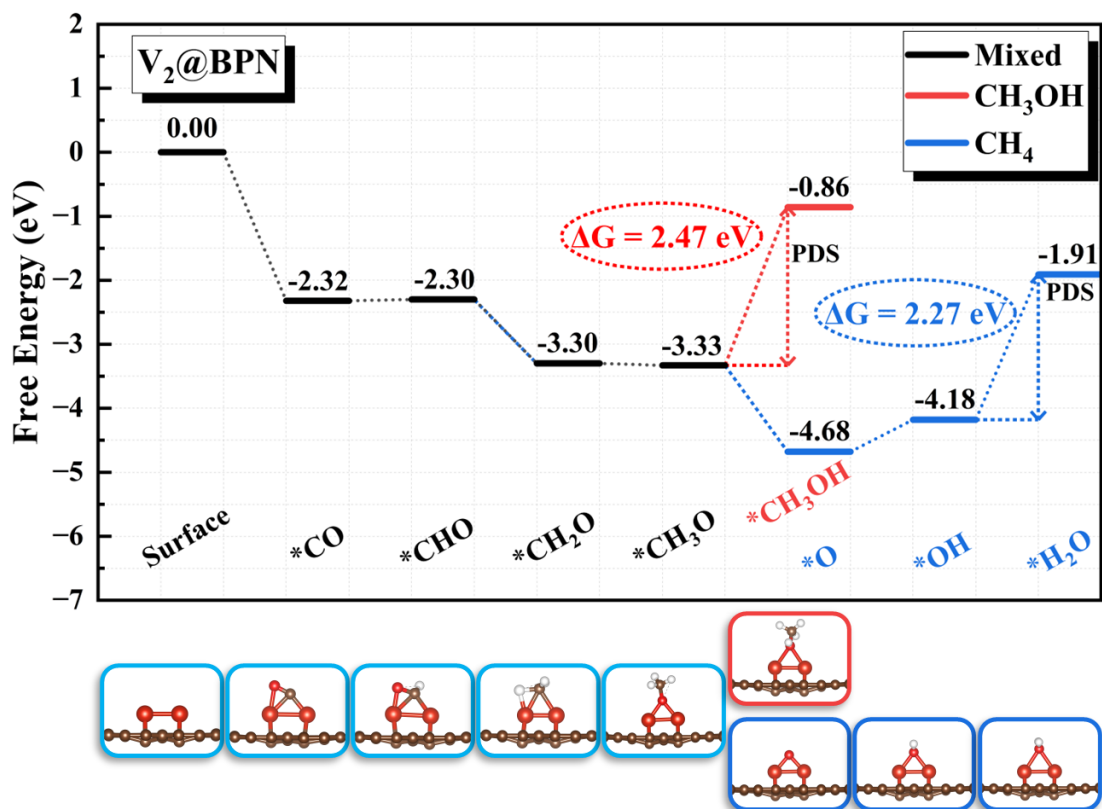 V₂@BPN
Mixed
CH₃OH
CH₄
Free Energy (eV)
2
1
0
−1
−2
−3
−4
−5
−6
−7
0.00
-2.32
-2.30
-3.30
-3.33
-0.86
ΔG = 2.47 eV
PDS
-1.91
PDS
ΔG = 2.27 eV
-4.68
-4.18
Surface
*CO
*CHO
*CH₂O
*CH₃O
*CH₃OH
*O
*OH
*H₂O